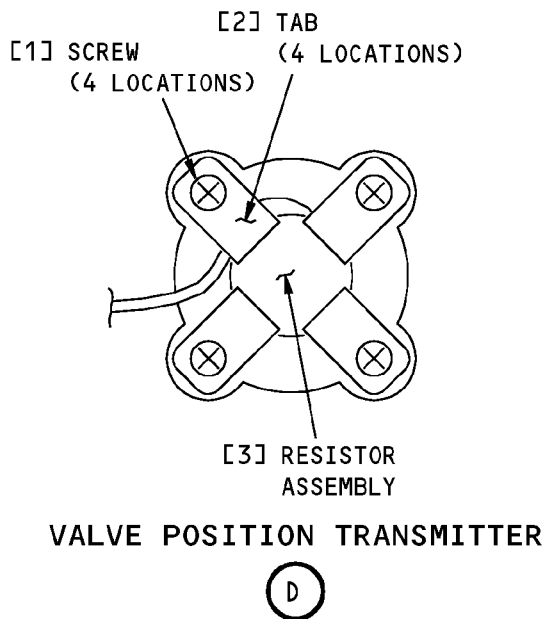 [2] TAB
(4 LOCATIONS)
[1] SCREW
(4 LOCATIONS)
[3] RESISTOR
ASSEMBLY
VALVE POSITION TRANSMITTER
D